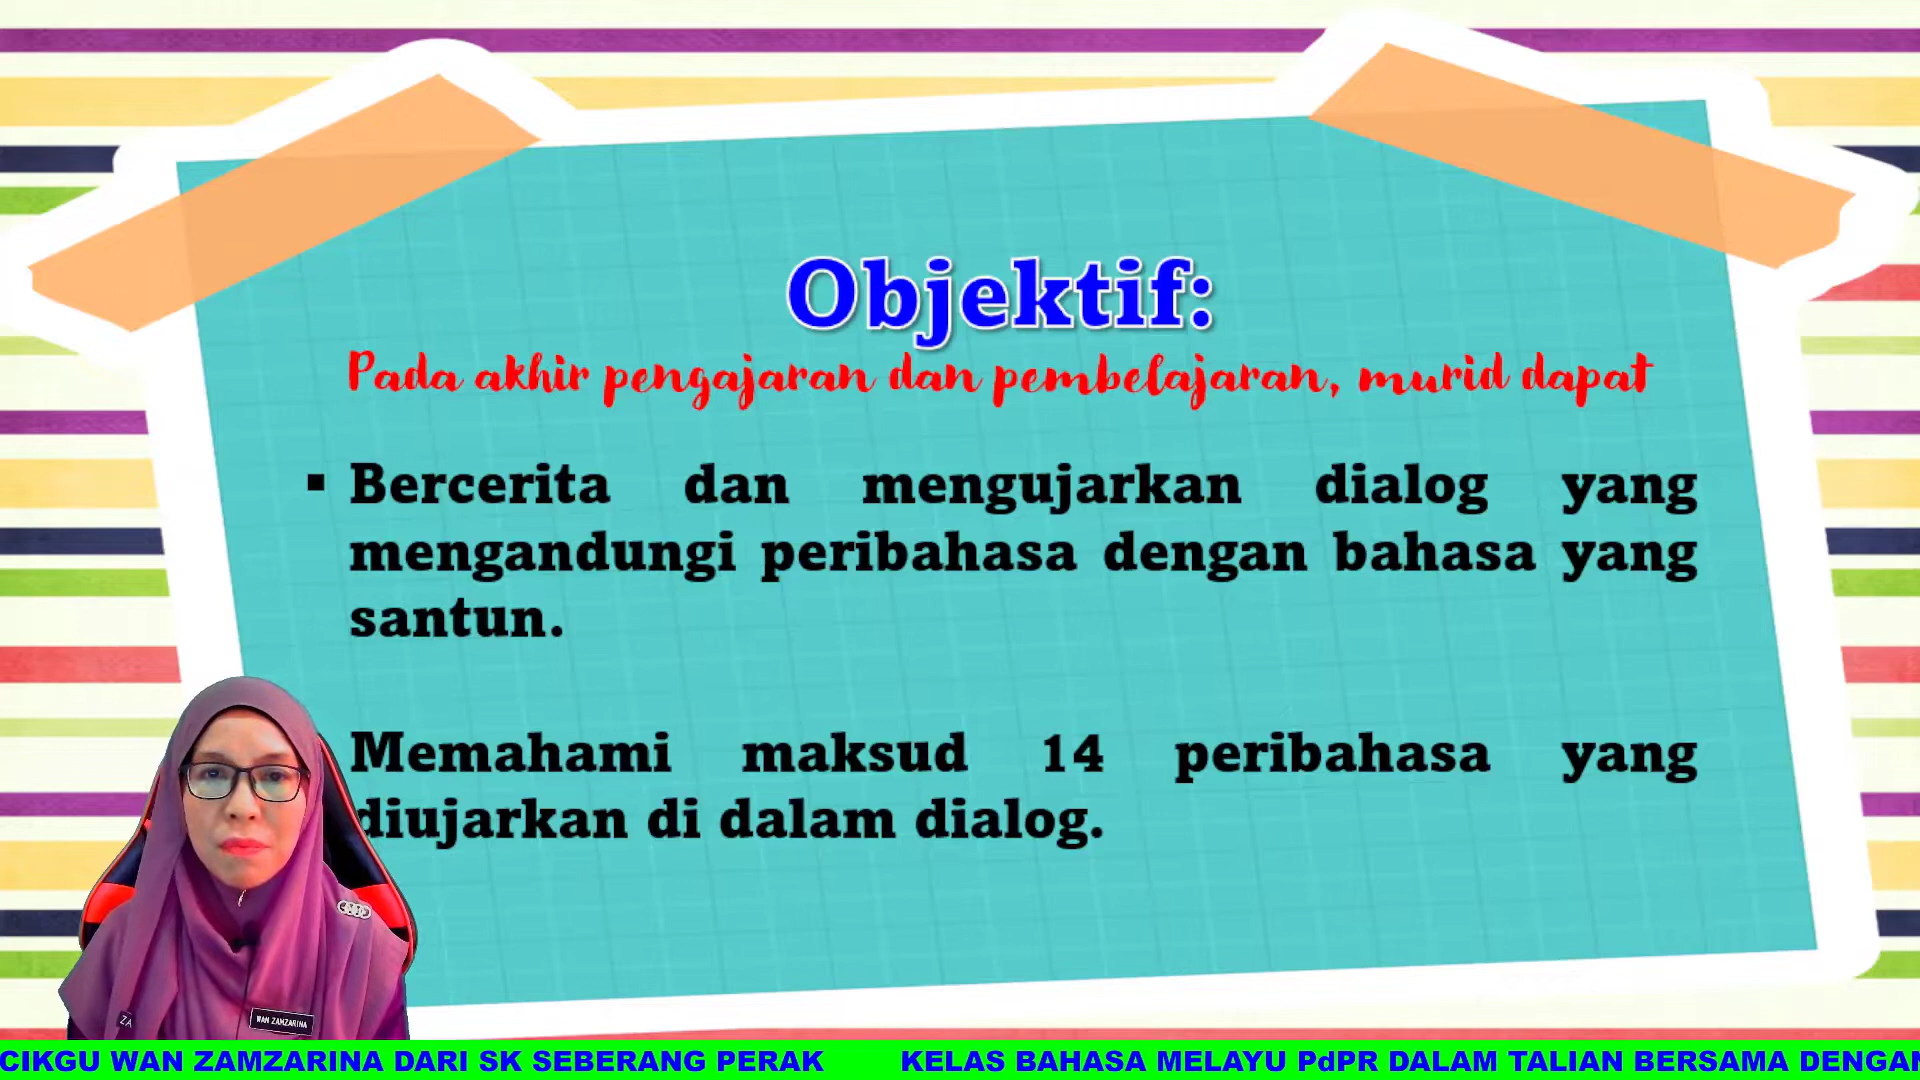 Objektif:
Pada akhir pengajaran dan pembelajaran, murid dapat
▪ Bercerita dan mengujarkan dialog yang
mengandungi peribahasa dengan bahasa yang
santun.
Memahami maksud 14 peribahasa yang
diujarkan di dalam dialog.
ZA
WAN ZAMZARINA
CIKGU WAN ZAMZARINA DARI SK SEBERANG PERAK KELAS BAHASA MELAYU PdPR DALAM TALIAN BERSAMA DENGAN